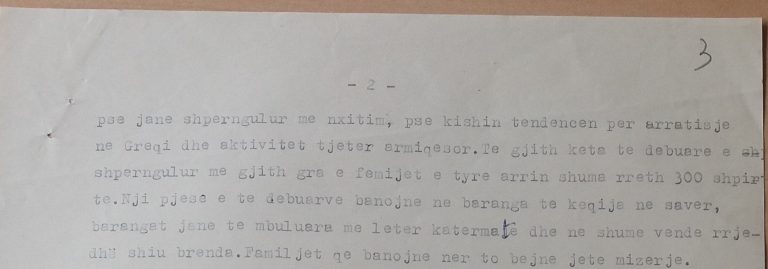 3
- 2 -
pse jane shperngulur me nxitim, pse kishin tendencen per arratisje
ne Greqi dhe aktivitet tjeter armiqesor.Te gjith keta te debuare e
shperngulur me gjith gra e femijet e tyre arrin shuma rreth 300 shpir
te.Nji pjese e te debuarve banojne ne baranga te keqija ne saver,
barangat jane te mbuluara me leter katermate dhe ne shume vende rrje-
dhë shiu brenda.Familjet qe banojne ner to bejne jete mizerje.